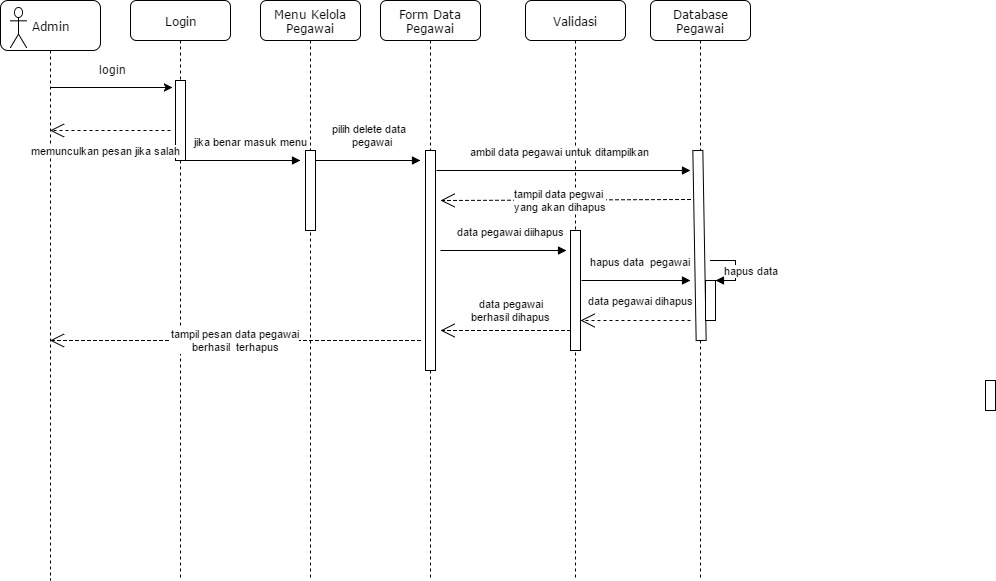 Admin
Login
Menu Kelola
Pegawai
Form Data
Pegawai
Validasi
Database
Pegawai
login
memunculkan pesan jika salah
jika benar masuk menu
pilih delete data
pegawai
ambil data pegawai untuk ditampilkan
tampil data pegwai
yang akan dihapus
data pegawai diihapus
hapus data pegawai
hapus data
data pegawai dihapus
data pegawai
berhasil dihapus
tampil pesan data pegawai
berhasil terhapus